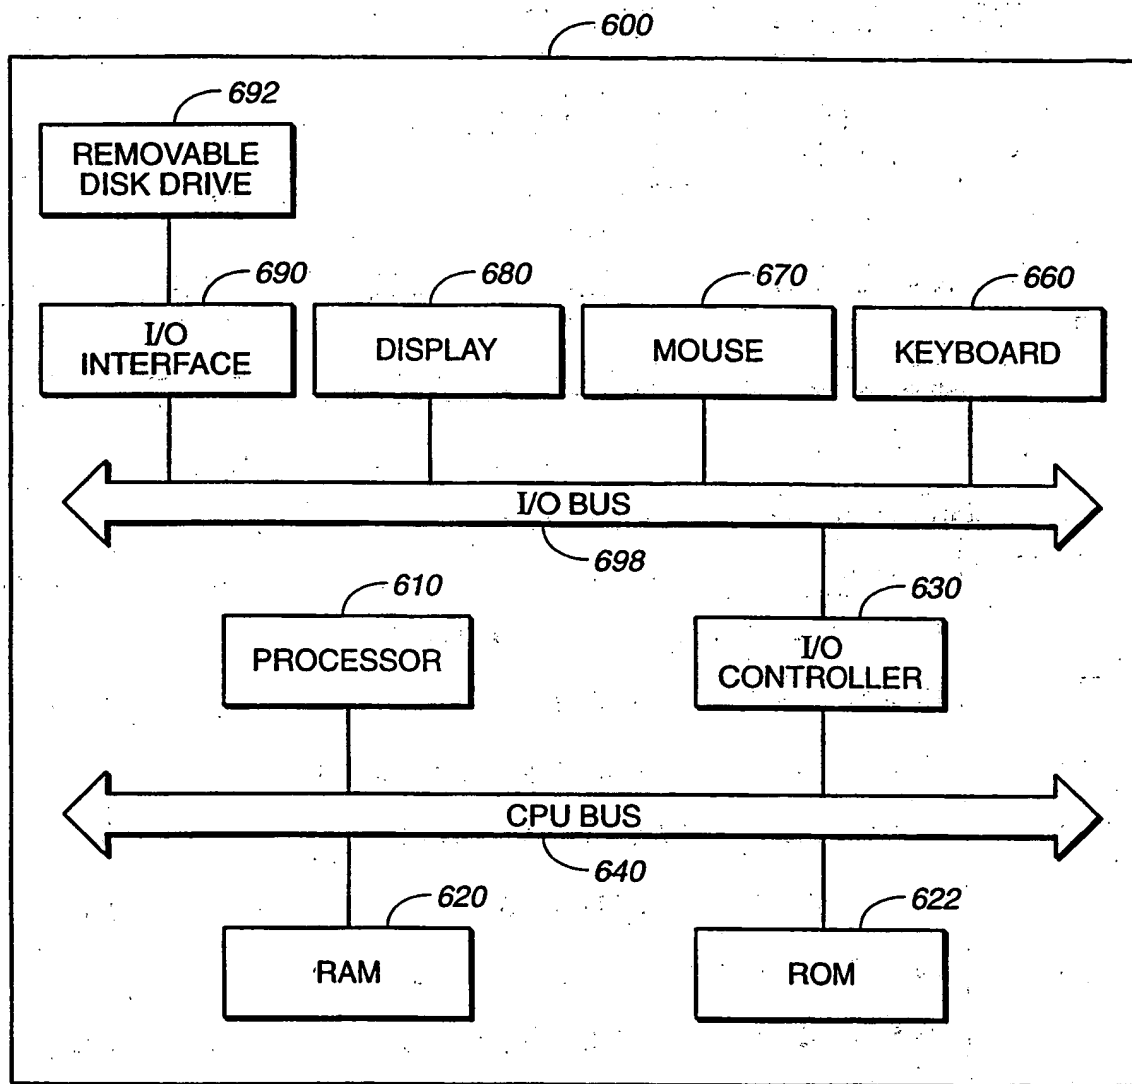 600
692
REMOVABLE
DISK DRIVE
690
680
670
660
I/O
INTERFACE
DISPLAY
MOUSE
KEYBOARD
I/O BUS
698
610
630
PROCESSOR
I/O
CONTROLLER
CPU BUS
640
620
622
RAM
ROM